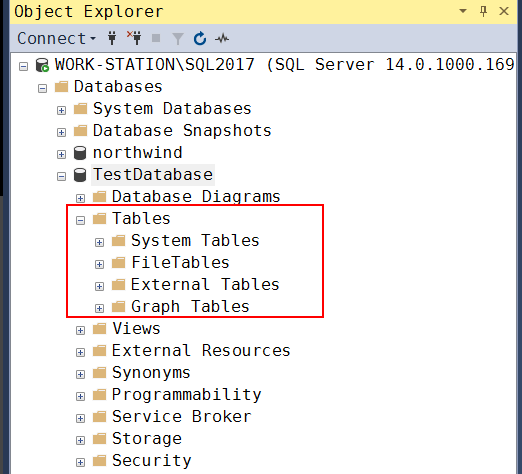 Object Explorer
Connect
WORK-STATION\SQL2017 (SQL Server 14.0.1000.169
Databases
System Databases
Database Snapshots
northwind
TestDatabase
Database Diagrams
Tables
System Tables
FileTables
External Tables
Graph Tables
Views
External Resources
Synonyms
Programmability
Service Broker
Storage
Security